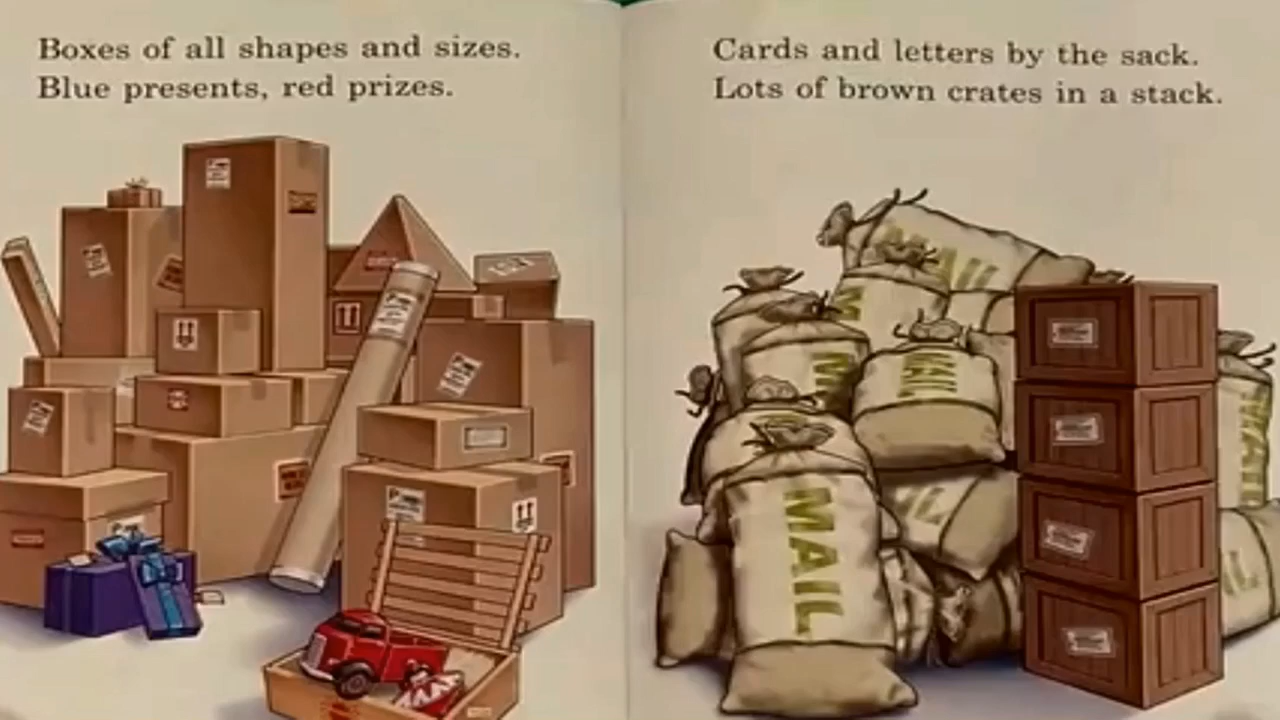 Boxes of all shapes and sizes.
Blue presents, red prizes.
Cards and letters by the sack.
Lots of brown crates in a stack.
MAIL
MAIL
MAIL